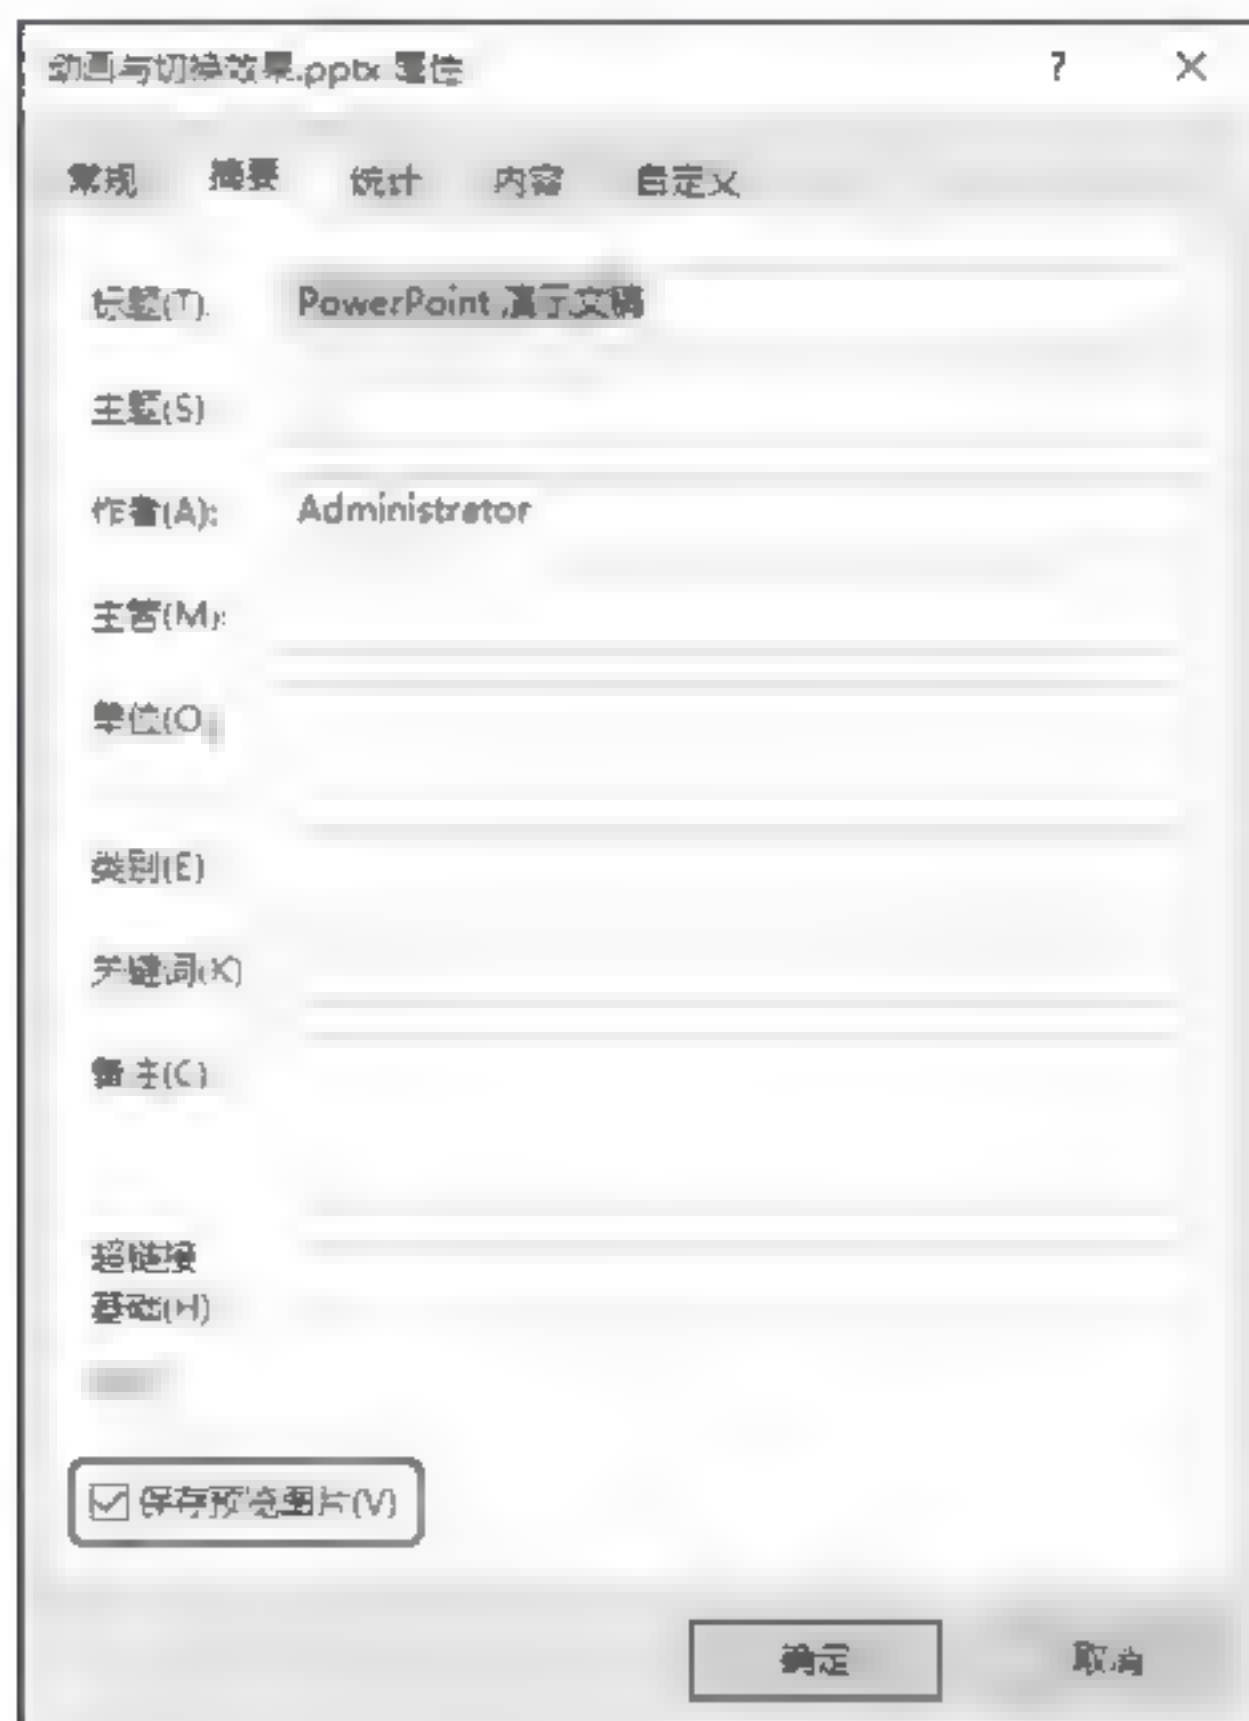 动画与切换效果.pptx 属性 ? ×
常规 摘要 统计 内容 自定义
标题(T): PowerPoint 演示文稿
主题(S)
作者(A): Administrator
主管(M):
单位(O)
类别(E)
关键词(K)
备注(C)
超链接
基础(H)
保存预览图片(V)
确定 取消